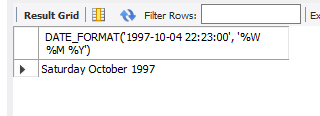 Result Grid Filter Rows: Ex
DATE_FORMAT('1997-10-04 22:23:00', '%W
%M %Y')
Saturday October 1997